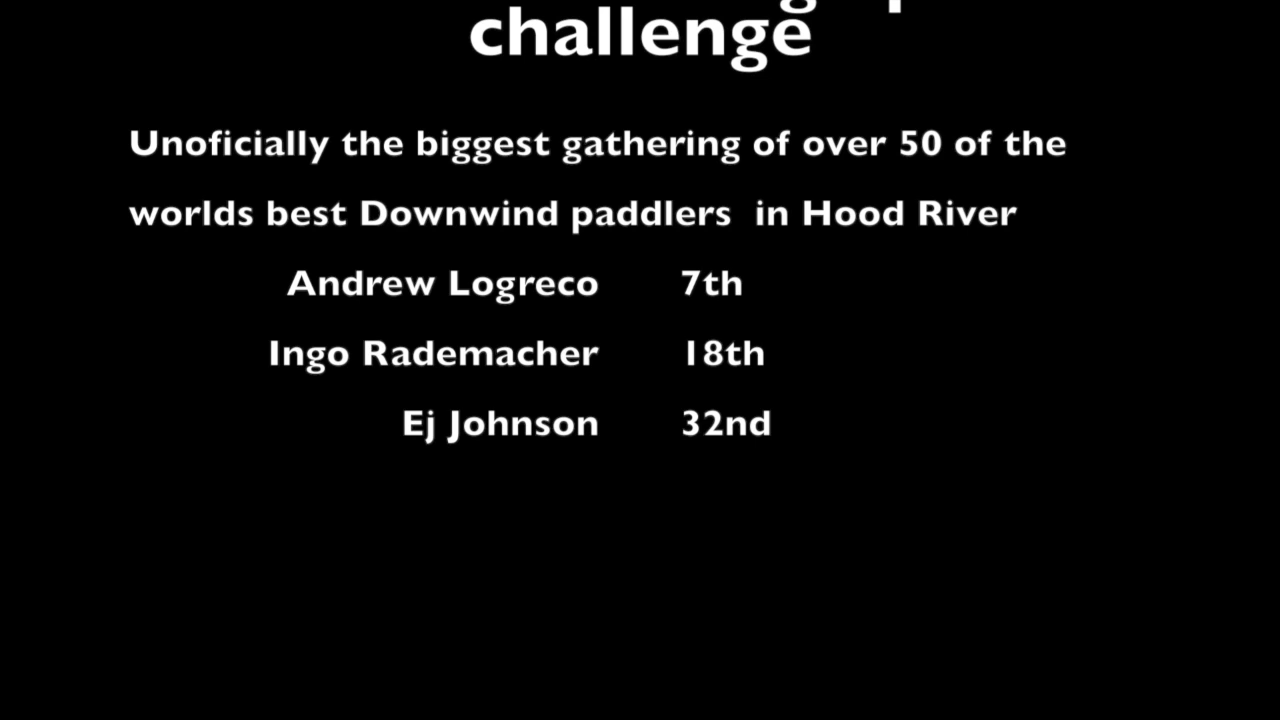 challenge
Unoficially the biggest gathering of over 50 of the
worlds best Downwind paddlers in Hood River
Andrew Logreco 7th
Ingo Rademacher 18th
Ej Johnson 32nd